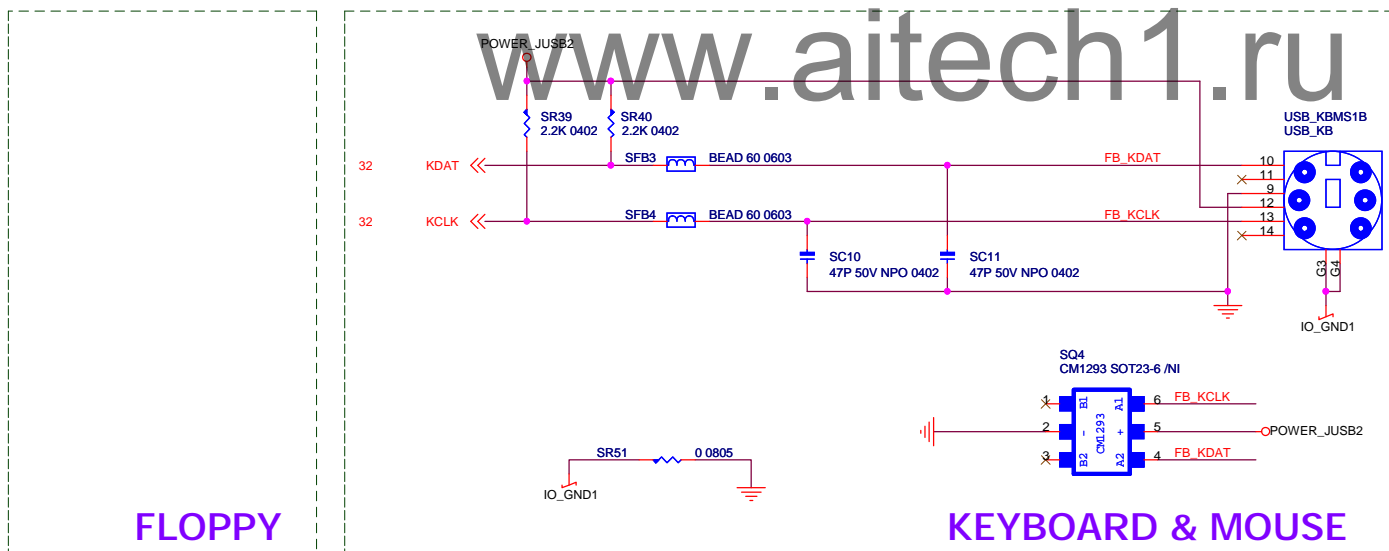 www.aitech1.ru
POWER_JUSB2
SR39
2.2K 0402
SR40
2.2K 0402
USB_KBMS1B
USB_KB
32 KDAT SFB3 BEAD 60 0603 FB_KDAT 10
11
9
12
32 KCLK SFB4 BEAD 60 0603 FB_KCLK 13
14
SC10
47P 50V NPO 0402
SC11
47P 50V NPO 0402
G3 G4
IO_GND1
SQ4
CM1293 SOT23-6 /NI
1 B1 A1 6 FB_KCLK
2 - CM1293 + 5 POWER_JUSB2
3 B2 A2 4 FB_KDAT
SR51 0 0805
IO_GND1
FLOPPY
KEYBOARD & MOUSE